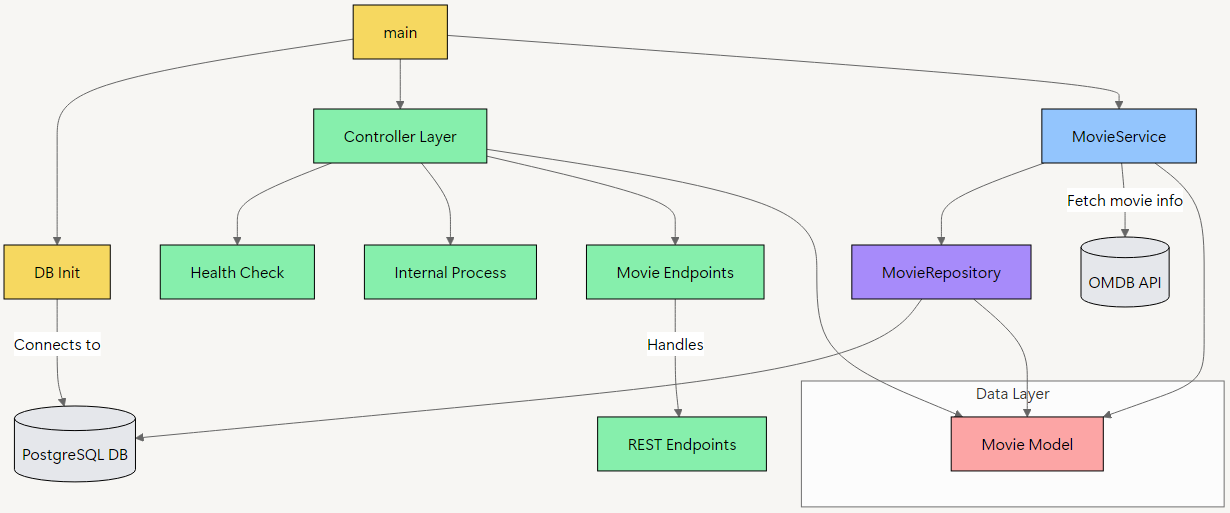 main
Controller Layer
MovieService
Fetch movie info
DB Init
Health Check
Internal Process
Movie Endpoints
MovieRepository
OMDB API
Connects to
Handles
Data Layer
PostgreSQL DB
REST Endpoints
Movie Model